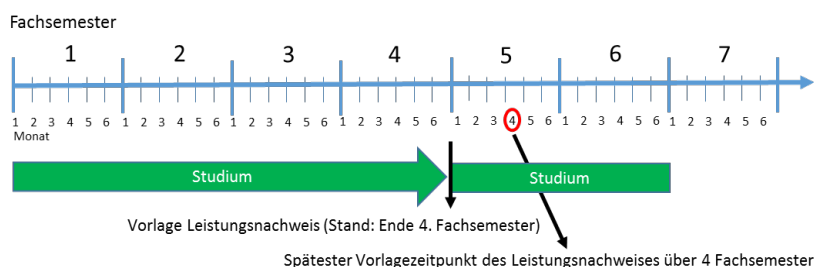 Fachsemester
1 2 3 4 5 6 7
1 2 3 4 5 6 1 2 3 4 5 6 1 2 3 4 5 6 1 2 3 4 5 6 1 2 3 4 5 6 1 2 3 4 5 6 1 2 3 4 5 6
Monat
Studium Studium
Vorlage Leistungsnachweis (Stand: Ende 4. Fachsemester)
Spätester Vorlagezeitpunkt des Leistungsnachweises über 4 Fachsemester